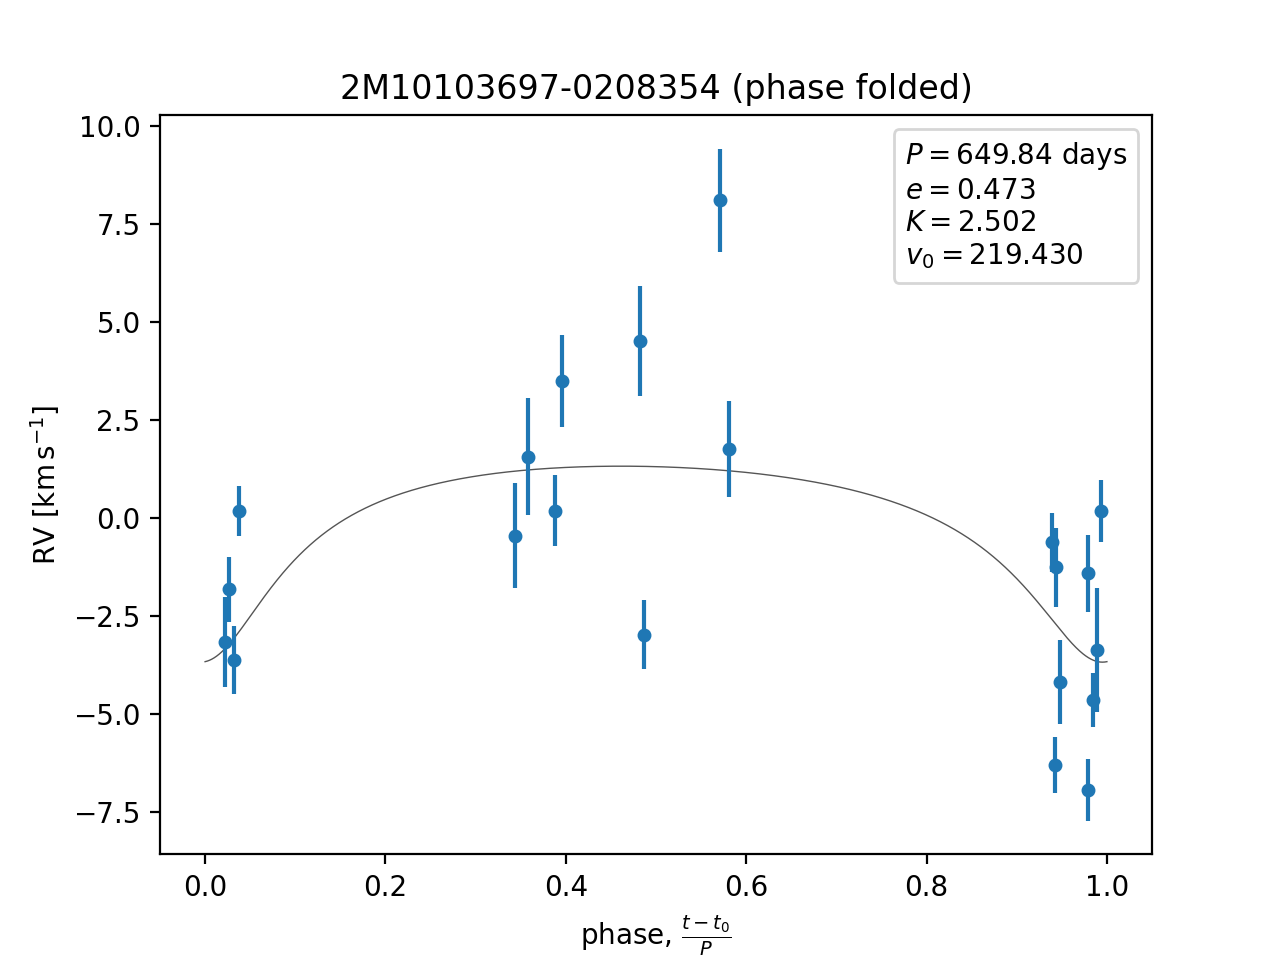 2M10103697-0208354 (phase folded)
P = 649.84 days
e = 0.473
K = 2.502
v₀ = 219.430
10.0
7.5
5.0
2.5
0.0
−2.5
−5.0
−7.5
RV [km s⁻¹]
0.0 0.2 0.4 0.6 0.8 1.0
phase, (t − t₀)/P